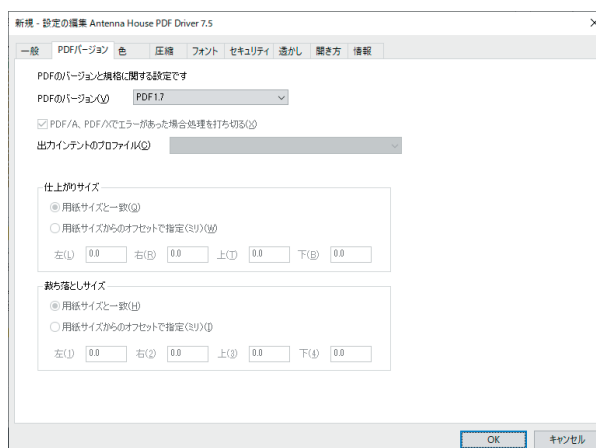 新規 - 設定の編集 Antenna House PDF Driver 7.5
一般 PDFバージョン 色 圧縮 フォント セキュリティ 透かし 開き方 情報
PDFのバージョンと規格に関する設定です
PDFのバージョン(V) PDF1.7
PDF/A、PDF/Xでエラーがあった場合処理を打ち切る(X)
出力インテントのプロファイル(C)
仕上がりサイズ
用紙サイズと一致(Q)
用紙サイズからのオフセットで指定(ミリ)(W)
左(L) 0.0 右(R) 0.0 上(T) 0.0 下(B) 0.0
裁ち落としサイズ
用紙サイズと一致(H)
用紙サイズからのオフセットで指定(ミリ)(I)
左(1) 0.0 右(2) 0.0 上(3) 0.0 下(4) 0.0
OK キャンセル